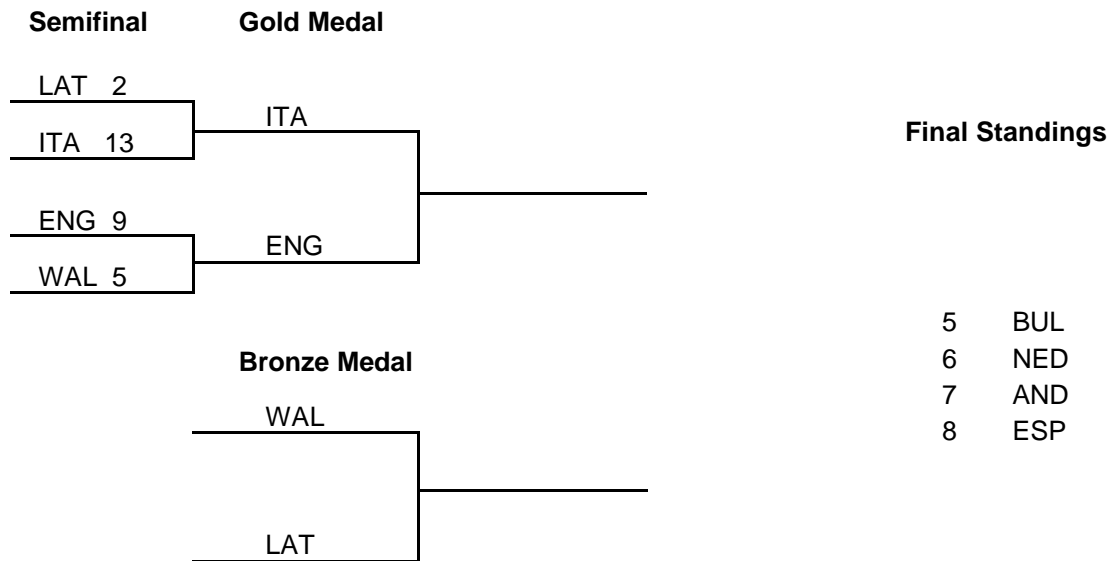 Semifinal Gold Medal
LAT 2
ITA
ITA 13
Final Standings
ENG 9
ENG
WAL 5
5 BUL
6 NED
7 AND
8 ESP
Bronze Medal
WAL
LAT